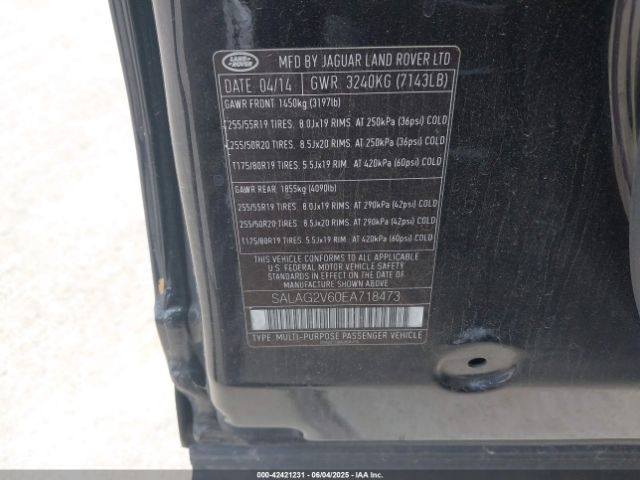 LAND ROVER
MFD BY JAGUAR LAND ROVER LTD
DATE 04/14 GWR 3240KG (7143LB)
GAWR FRONT 1450kg (3197lb)
255/55R19 TIRES. 8.0Jx19 RIMS. AT 250kPa (36psi) COLD
255/50R20 TIRES. 8.5Jx20 RIMS. AT 250kPa (36psi) COLD
T175/80R19 TIRES. 5.5Jx19 RIM. AT 420kPa (60psi) COLD
GAWR REAR 1855kg (4090lb)
255/55R19 TIRES. 8.0Jx19 RIMS. AT 290kPa (42psi) COLD
255/50R20 TIRES. 8.5Jx20 RIMS. AT 290kPa (42psi) COLD
T175/80R19 TIRES. 5.5Jx19 RIM. AT 420kPa (60psi) COLD
THIS VEHICLE CONFORMS TO ALL APPLICABLE
U.S. FEDERAL MOTOR VEHICLE SAFETY
STANDARDS IN EFFECT ON THE DATE OF
MANUFACTURE SHOWN ABOVE.
SALAG2V60EA718473
TYPE: MULTI-PURPOSE PASSENGER VEHICLE
000-42421231 - 06/04/2025 - IAAI.COM - COPART.COM